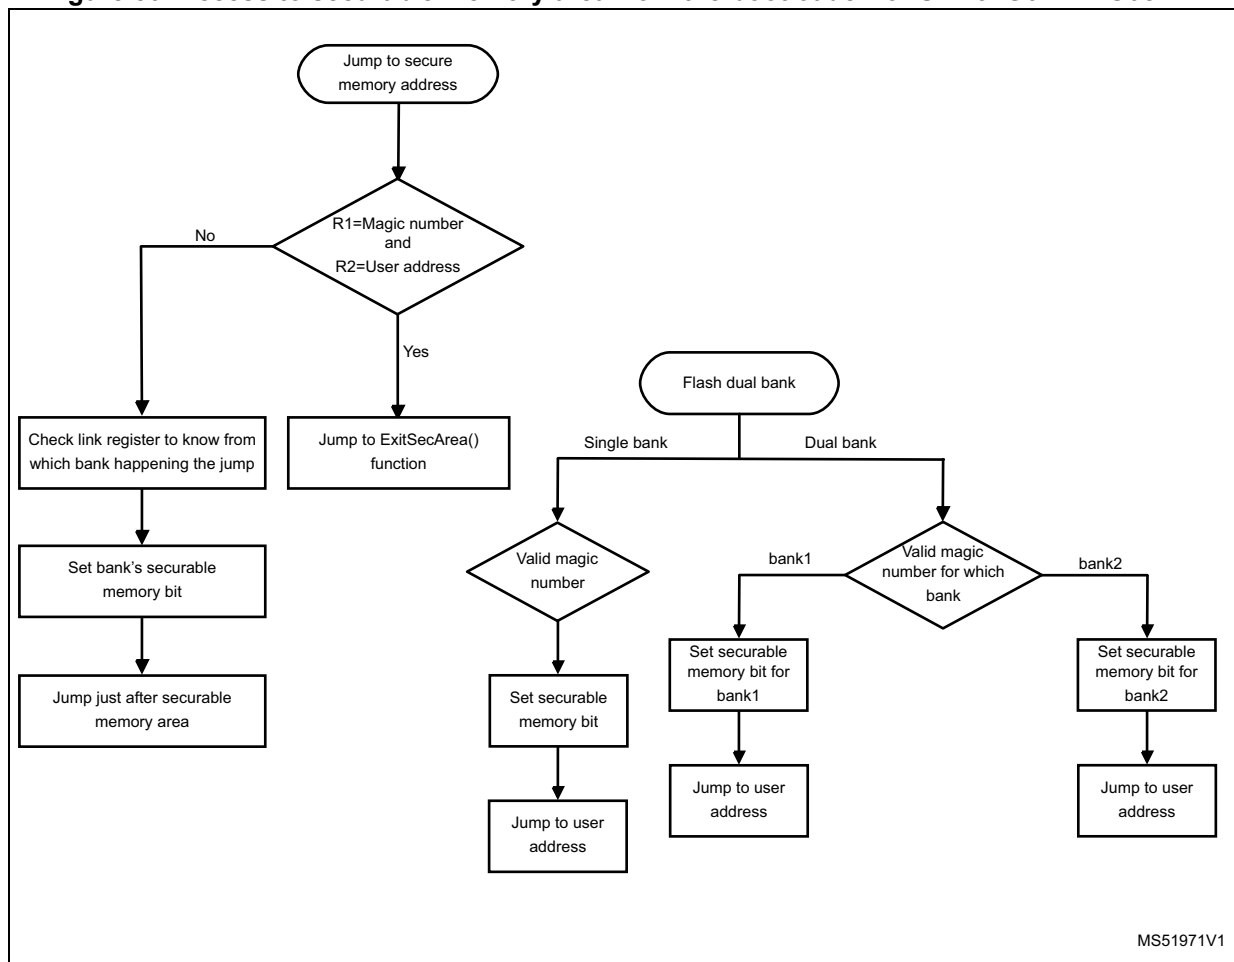 Jump to secure
memory address
R1=Magic number
and
R2=User address
No
Yes
Check link register to know from
which bank happening the jump
Jump to ExitSecArea()
function
Set bank's securable
memory bit
Jump just after securable
memory area
Flash dual bank
Single bank
Dual bank
Valid magic
number
Valid magic
number for which
bank
bank1
bank2
Set securable
memory bit
Set securable
memory bit for
bank1
Set securable
memory bit for
bank2
Jump to user
address
Jump to user
address
Jump to user
address
MS51971V1